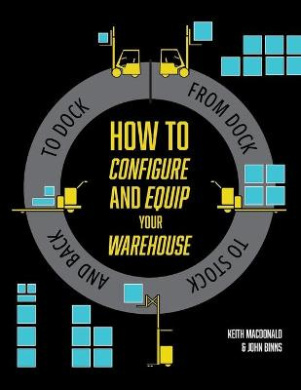 TO DOCK
FROM DOCK
HOW TO
CONFIGURE
AND EQUIP
YOUR
WAREHOUSE
AND BACK
TO STOCK
KEITH MACDONALD
& JOHN BINNS